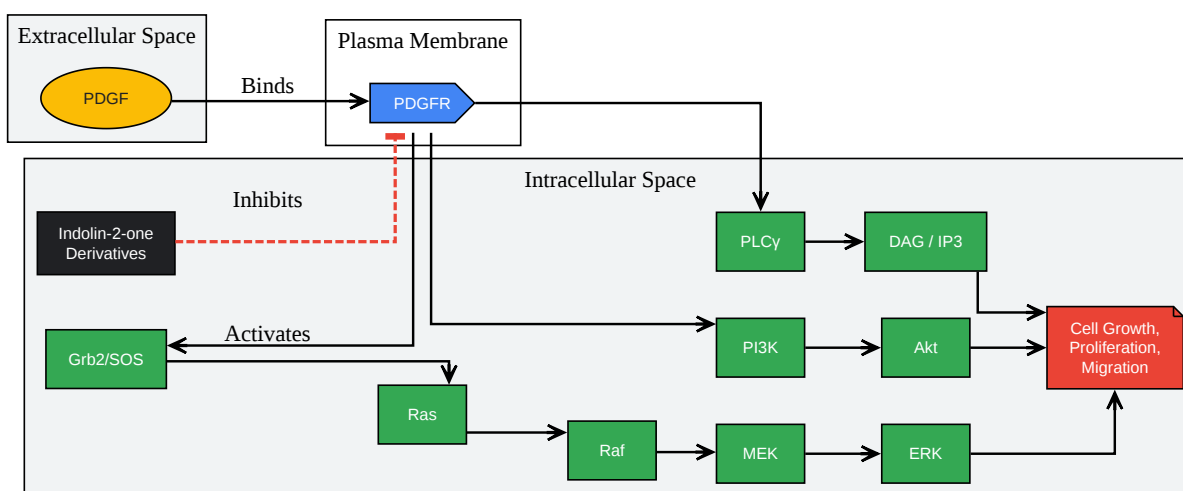 Extracellular Space
Plasma Membrane
PDGF
Binds
PDGFR
Intracellular Space
Inhibits
Indolin-2-one
Derivatives
PLCγ
DAG / IP3
Activates
Grb2/SOS
PI3K
Akt
Cell Growth,
Proliferation,
Migration
Ras
Raf
MEK
ERK